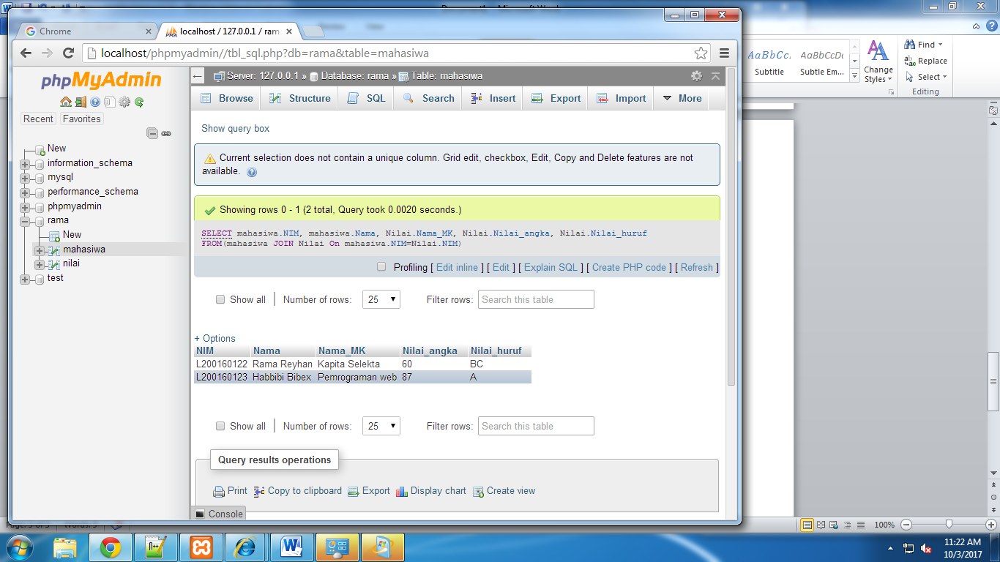 Chrome
localhost / 127.0.0.1 / ram
localhost/phpmyadmin//tbl_sql.php?db=rama&table=mahasiwa
phpMyAdmin
Recent Favorites
New
information_schema
mysql
performance_schema
phpmyadmin
rama
New
mahasiwa
nilai
test
Server: 127.0.0.1 » Database: rama » Table: mahasiwa
Browse Structure SQL Search Insert Export Import More
Show query box
Current selection does not contain a unique column. Grid edit, checkbox, Edit, Copy and Delete features are not
available.
Showing rows 0 - 1 (2 total, Query took 0.0020 seconds.)
SELECT mahasiwa.NIM, mahasiwa.Nama, Nilai.Nama_MK, Nilai.Nilai_angka, Nilai.Nilai_huruf
FROM(mahasiwa JOIN Nilai On mahasiwa.NIM=Nilai.NIM)
Profiling [ Edit inline ] [ Edit ] [ Explain SQL ] [ Create PHP code ] [ Refresh ]
Show all Number of rows: 25 Filter rows: Search this table
+ Options
NIM Nama Nama_MK Nilai_angka Nilai_huruf
L200160122 Rama Reyhan Kapita Selekta 60 BC
L200160123 Habbibi Bibex Pemrograman web 87 A
Show all Number of rows: 25 Filter rows: Search this table
Query results operations
Print Copy to clipboard Export Display chart Create view
Console
AaBbCc. AaBbCcDc
Subtitle Subtle Em...
Change
Styles
Find
Replace
Select
Editing
100%
11:22 AM
10/3/2017